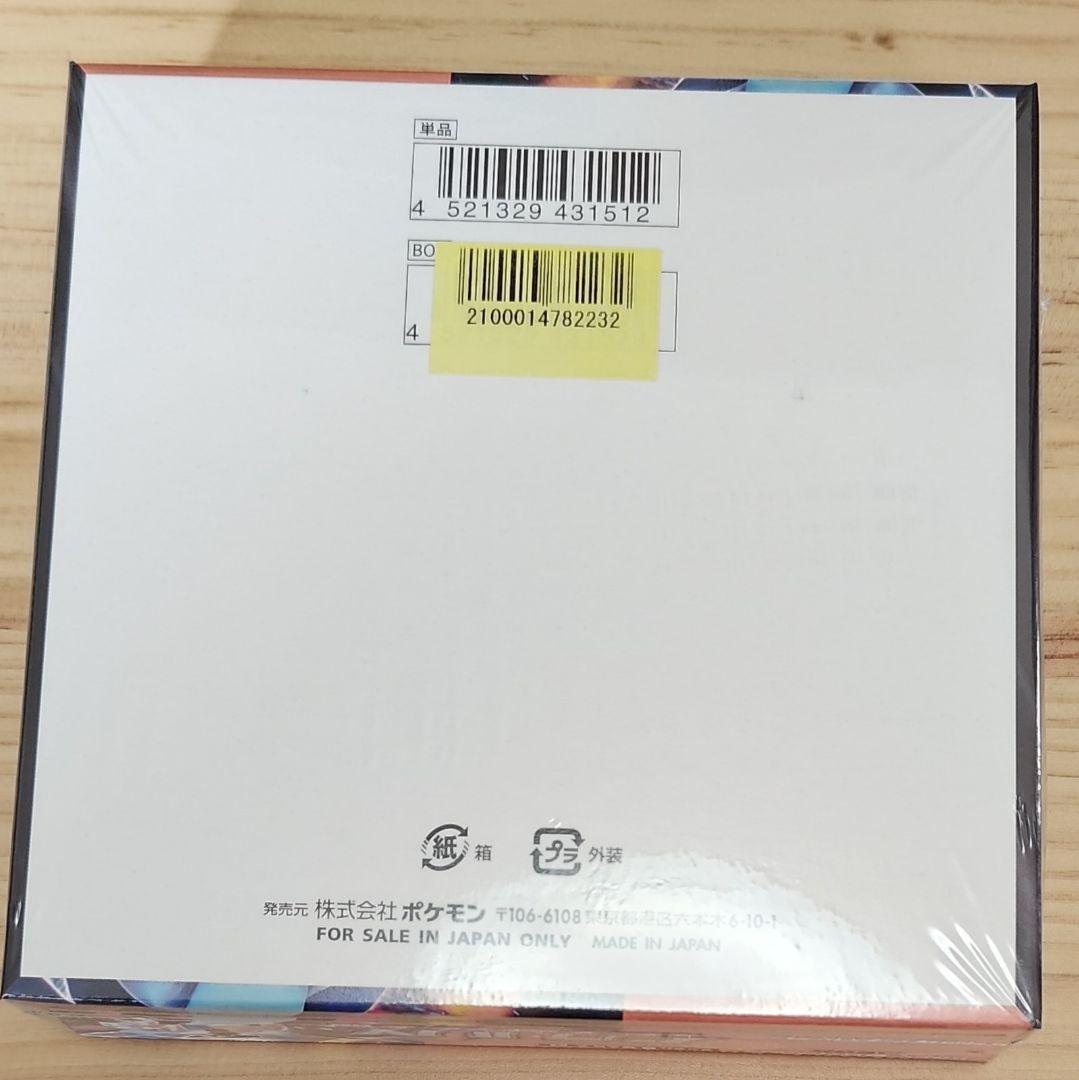 単品
4 521329 431512
BO
2100014782232
4
紙 箱 プラ 外装
発売元 株式会社ポケモン 〒106-6108 東京都港区六本木6-10-1
FOR SALE IN JAPAN ONLY MADE IN JAPAN